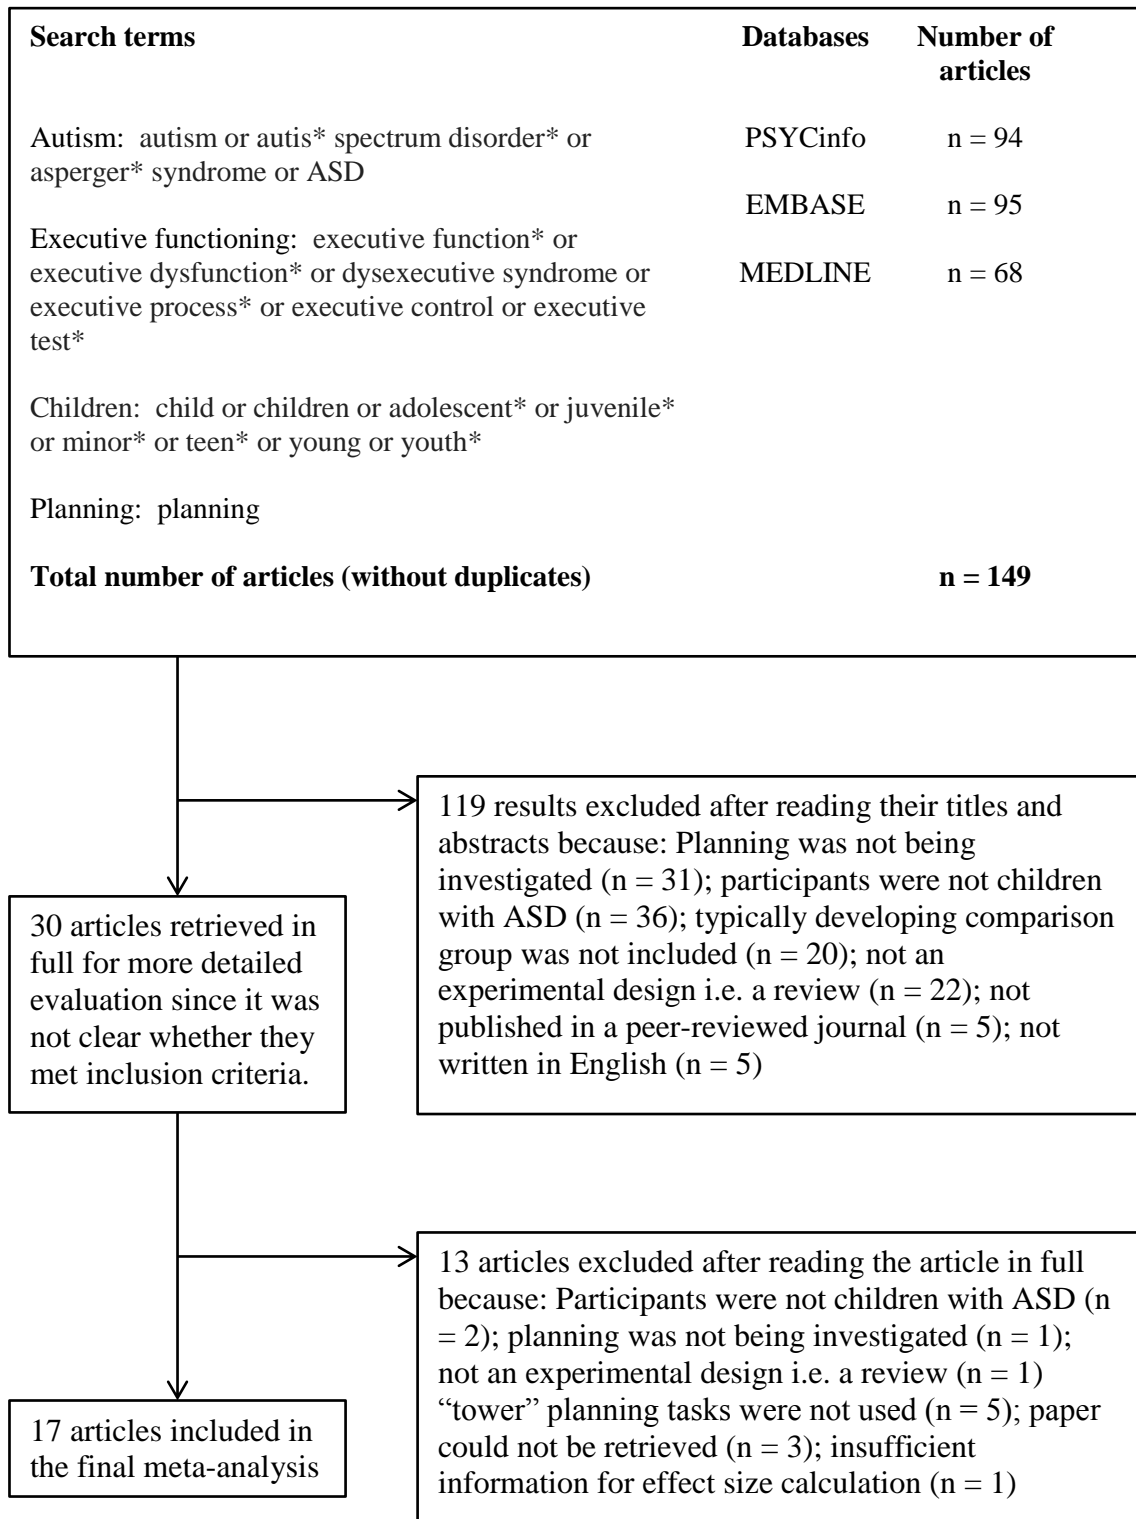 Search terms
Databases
Number of
articles
Autism: autism or autis* spectrum disorder* or
asperger* syndrome or ASD
PSYCinfo
n = 94
EMBASE
n = 95
Executive functioning: executive function* or
executive dysfunction* or dysexecutive syndrome or
executive process* or executive control or executive
test*
MEDLINE
n = 68
Children: child or children or adolescent* or juvenile*
or minor* or teen* or young or youth*
Planning: planning
Total number of articles (without duplicates)
n = 149
119 results excluded after reading their titles and
abstracts because: Planning was not being
investigated (n = 31); participants were not children
with ASD (n = 36); typically developing comparison
group was not included (n = 20); not an
experimental design i.e. a review (n = 22); not
published in a peer-reviewed journal (n = 5); not
written in English (n = 5)
30 articles retrieved in
full for more detailed
evaluation since it was
not clear whether they
met inclusion criteria.
13 articles excluded after reading the article in full
because: Participants were not children with ASD (n
= 2); planning was not being investigated (n = 1);
not an experimental design i.e. a review (n = 1)
“tower” planning tasks were not used (n = 5); paper
could not be retrieved (n = 3); insufficient
information for effect size calculation (n = 1)
17 articles included in
the final meta-analysis